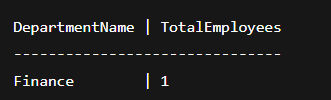 DepartmentName | TotalEmployees
-------------------------------
Finance        | 1